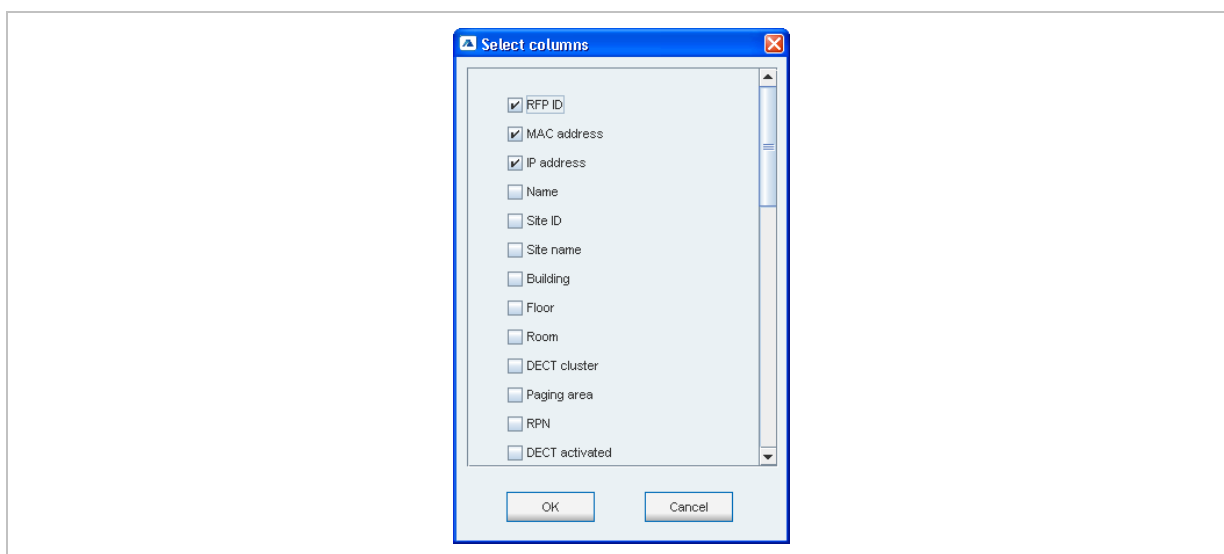 Select columns
RFP ID
MAC address
IP address
Name
Site ID
Site name
Building
Floor
Room
DECT cluster
Paging area
RPN
DECT activated
OK Cancel